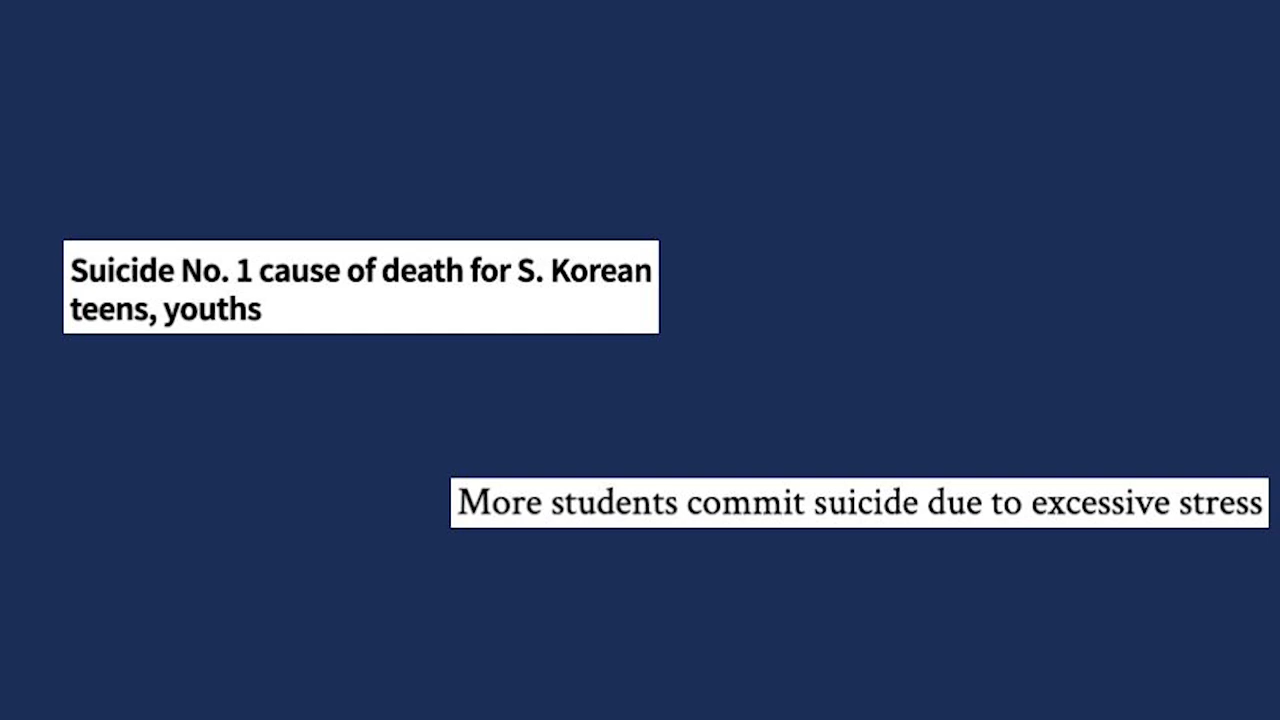 Suicide No. 1 cause of death for S. Korean
teens, youths
More students commit suicide due to excessive stress